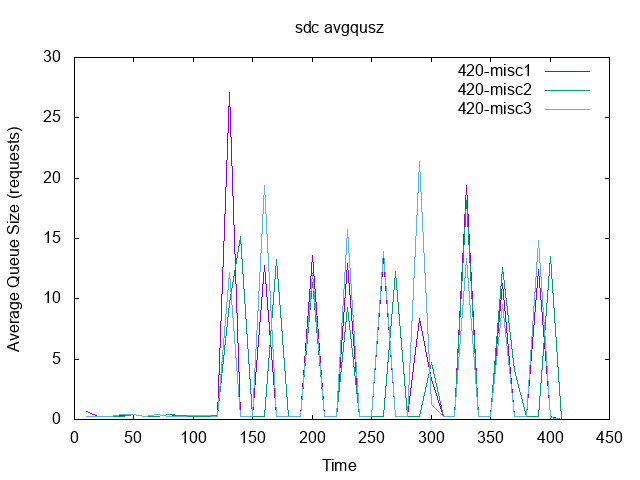 sdc avgqusz
30
25
20
15
10
5
0
Average Queue Size (requests)
420-misc1
420-misc2
420-misc3
0 50 100 150 200 250 300 350 400 450
Time